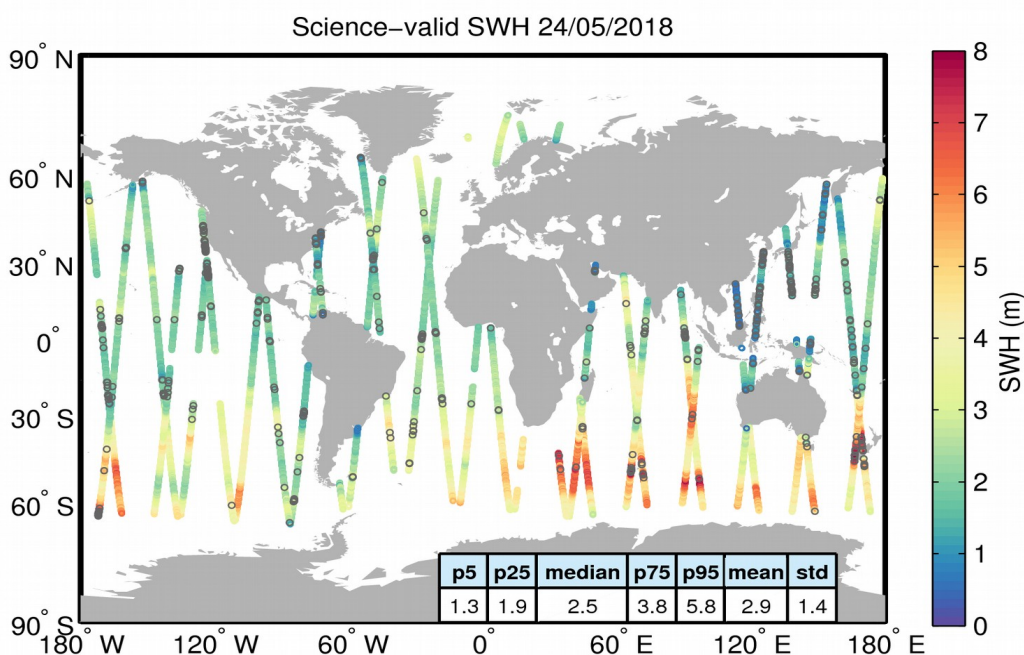 Science−valid SWH 24/05/2018
90° N
60° N
30° N
0°
30° S
60° S
90° S
180° W
120° W
60° W
0°
60° E
120° E
180° E
p5 p25 median p75 p95 mean std
1.3 1.9 2.5 3.8 5.8 2.9 1.4
8
7
6
5
4
3
2
1
0
SWH (m)